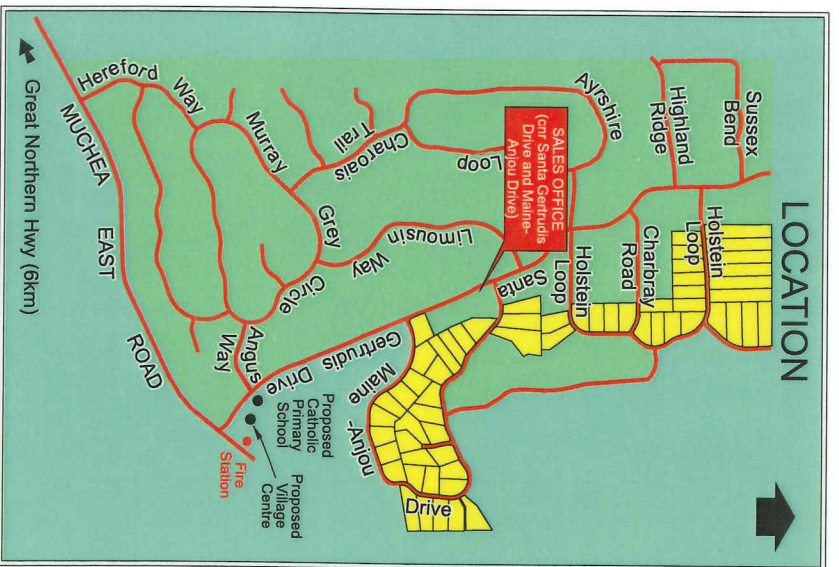 LOCATION
Sussex
Bend
Highland
Ridge
Holstein
Loop
Charbray
Road
Holstein
Loop
Ayrshire
Loop
SALES OFFICE
(cnr Santa Gertrudis
Drive and Maine-
Anjou Drive)
Charoais
Trail
Murray
Grey
Circle
Hereford
Way
Limousin
Way
Santa
Gertrudis
Drive
Maine
-Anjou
Drive
Angus
Way
Proposed
Catholic
Primary
School
Proposed
Village
Centre
Fire
Station
MUCHEA
EAST
ROAD
Great Northern Hwy (6km)